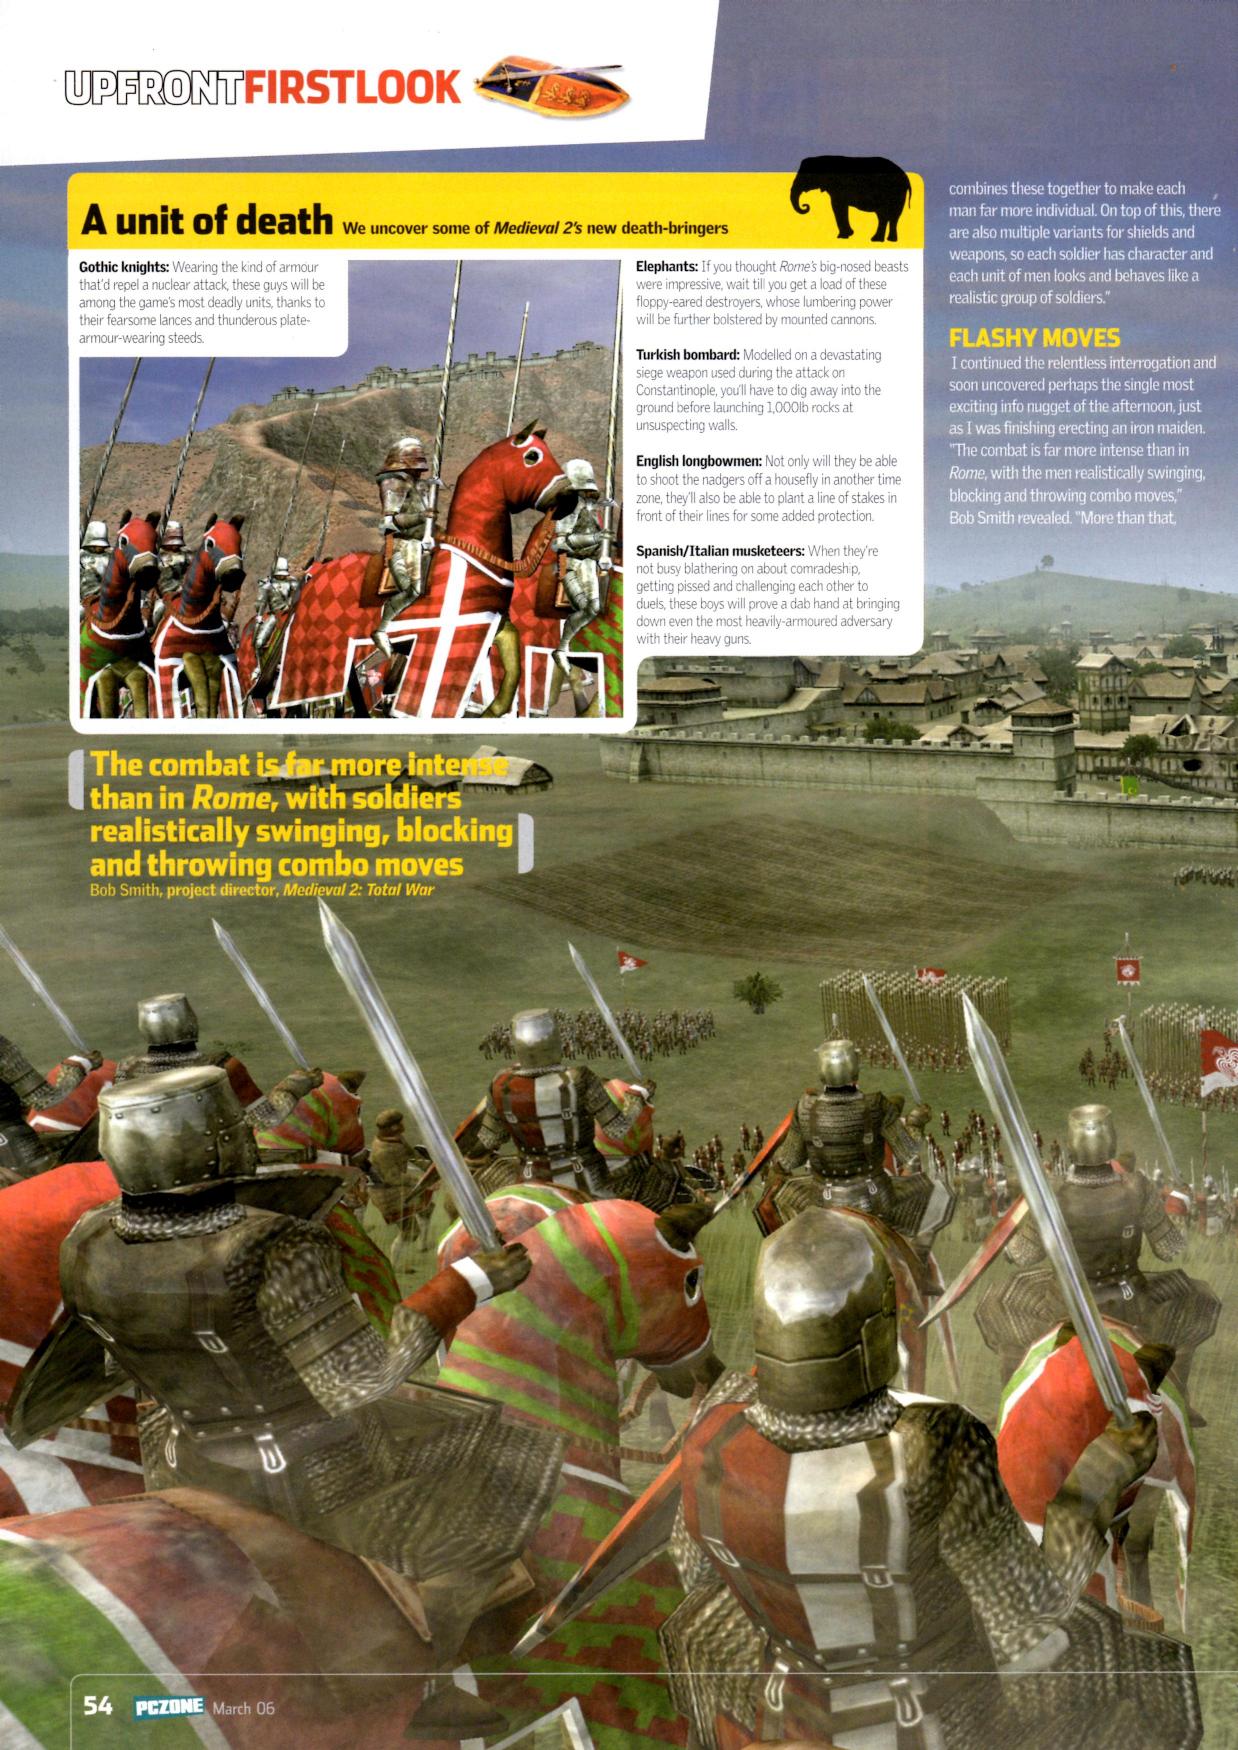 UPFRONTFIRSTLOOK
A unit of death We uncover some of Medieval 2's new death-bringers
Gothic knights: Wearing the kind of armour
that'd repel a nuclear attack, these guys will be
among the game's most deadly units, thanks to
their fearsome lances and thunderous plate-
armour-wearing steeds.
Elephants: If you thought Rome's big-nosed beasts
were impressive, wait till you get a load of these
floppy-eared destroyers, whose lumbering power
will be further bolstered by mounted cannons.
Turkish bombard: Modelled on a devastating
siege weapon used during the attack on
Constantinople, you'll have to dig away into the
ground before launching 1,000lb rocks at
unsuspecting walls.
English longbowmen: Not only will they be able
to shoot the nadgers off a housefly in another time
zone, they'll also be able to plant a line of stakes in
front of their lines for some added protection.
Spanish/Italian musketeers: When they're
not busy blathering on about comradeship,
getting pissed and challenging each other to
duels, these boys will prove a dab hand at bringing
down even the most heavily-armoured adversary
with their heavy guns.
combines these together to make each
man far more individual. On top of this, there
are also multiple variants for shields and
weapons, so each soldier has character and
each unit of men looks and behaves like a
realistic group of soldiers."
FLASHY MOVES
I continued the relentless interrogation and
soon uncovered perhaps the single most
exciting info nugget of the afternoon, just
as I was finishing erecting an iron maiden.
"The combat is far more intense than in
Rome, with the men realistically swinging,
blocking and throwing combo moves,"
Bob Smith revealed. "More than that,
The combat is far more intense
than in Rome, with soldiers
realistically swinging, blocking
and throwing combo moves
Bob Smith, project director, Medieval 2: Total War
54 PCZONE March 06